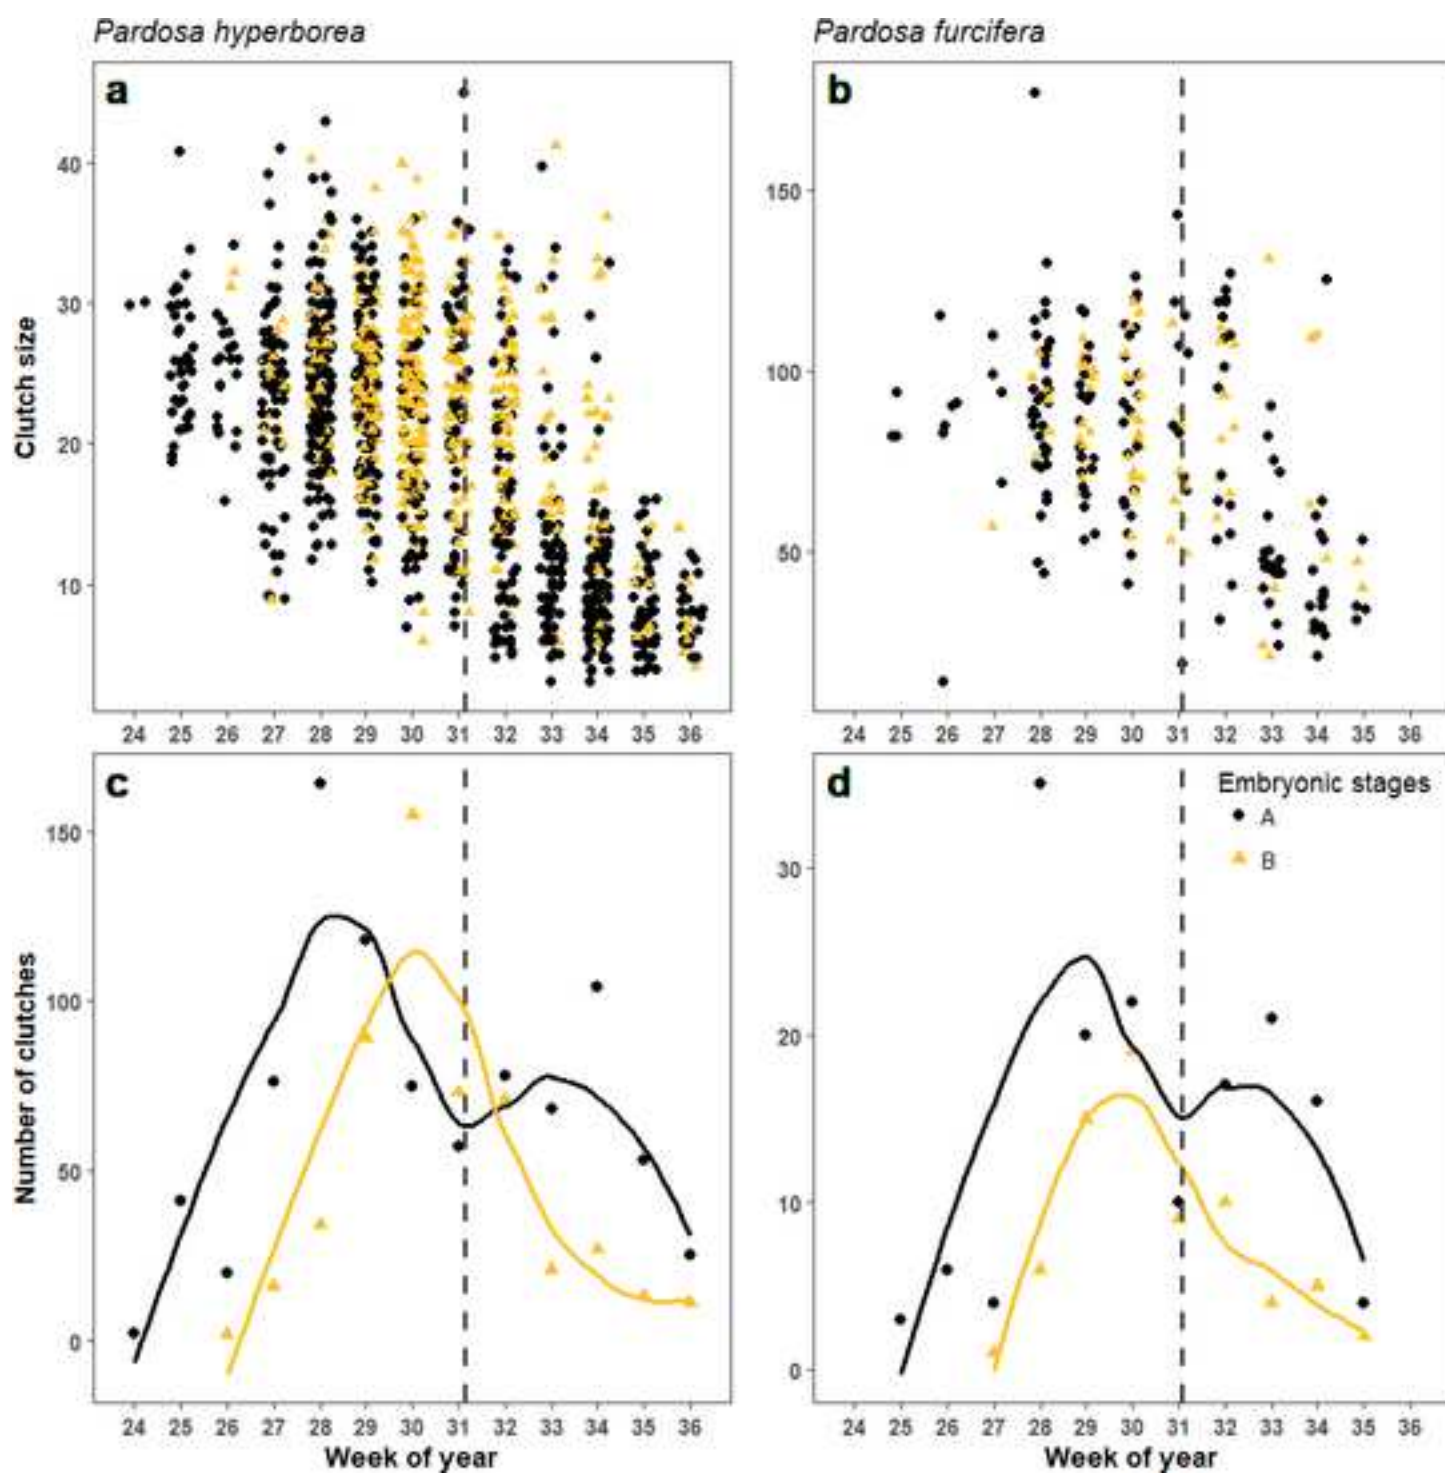 Pardosa hyperborea
Pardosa furcifera
a
b
Clutch size
40
30
20
10
150
100
50
24 25 26 27 28 29 30 31 32 33 34 35 36
24 25 26 27 28 29 30 31 32 33 34 35 36
c
d
Embryonic stages
A
B
Number of clutches
150
100
50
0
30
20
10
0
24 25 26 27 28 29 30 31 32 33 34 35 36
24 25 26 27 28 29 30 31 32 33 34 35 36
Week of year
Week of year